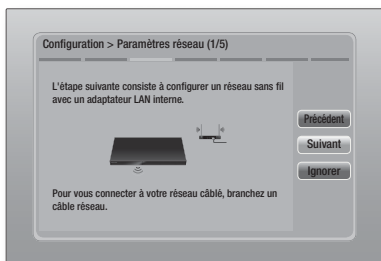 Configuration > Paramètres réseau (1/5)
L'étape suivante consiste à configurer un réseau sans fil
avec un adaptateur LAN interne.
Précédent
Suivant
Ignorer
Pour vous connecter à votre réseau câblé, branchez un
câble réseau.